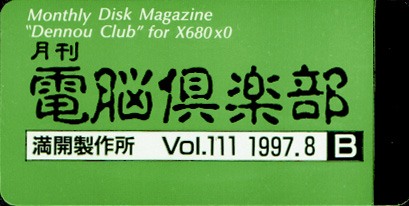 Monthly Disk Magazine
"Dennou Club" for X680x0
月刊
電脳倶楽部
満開製作所 Vol.111 1997.8 B